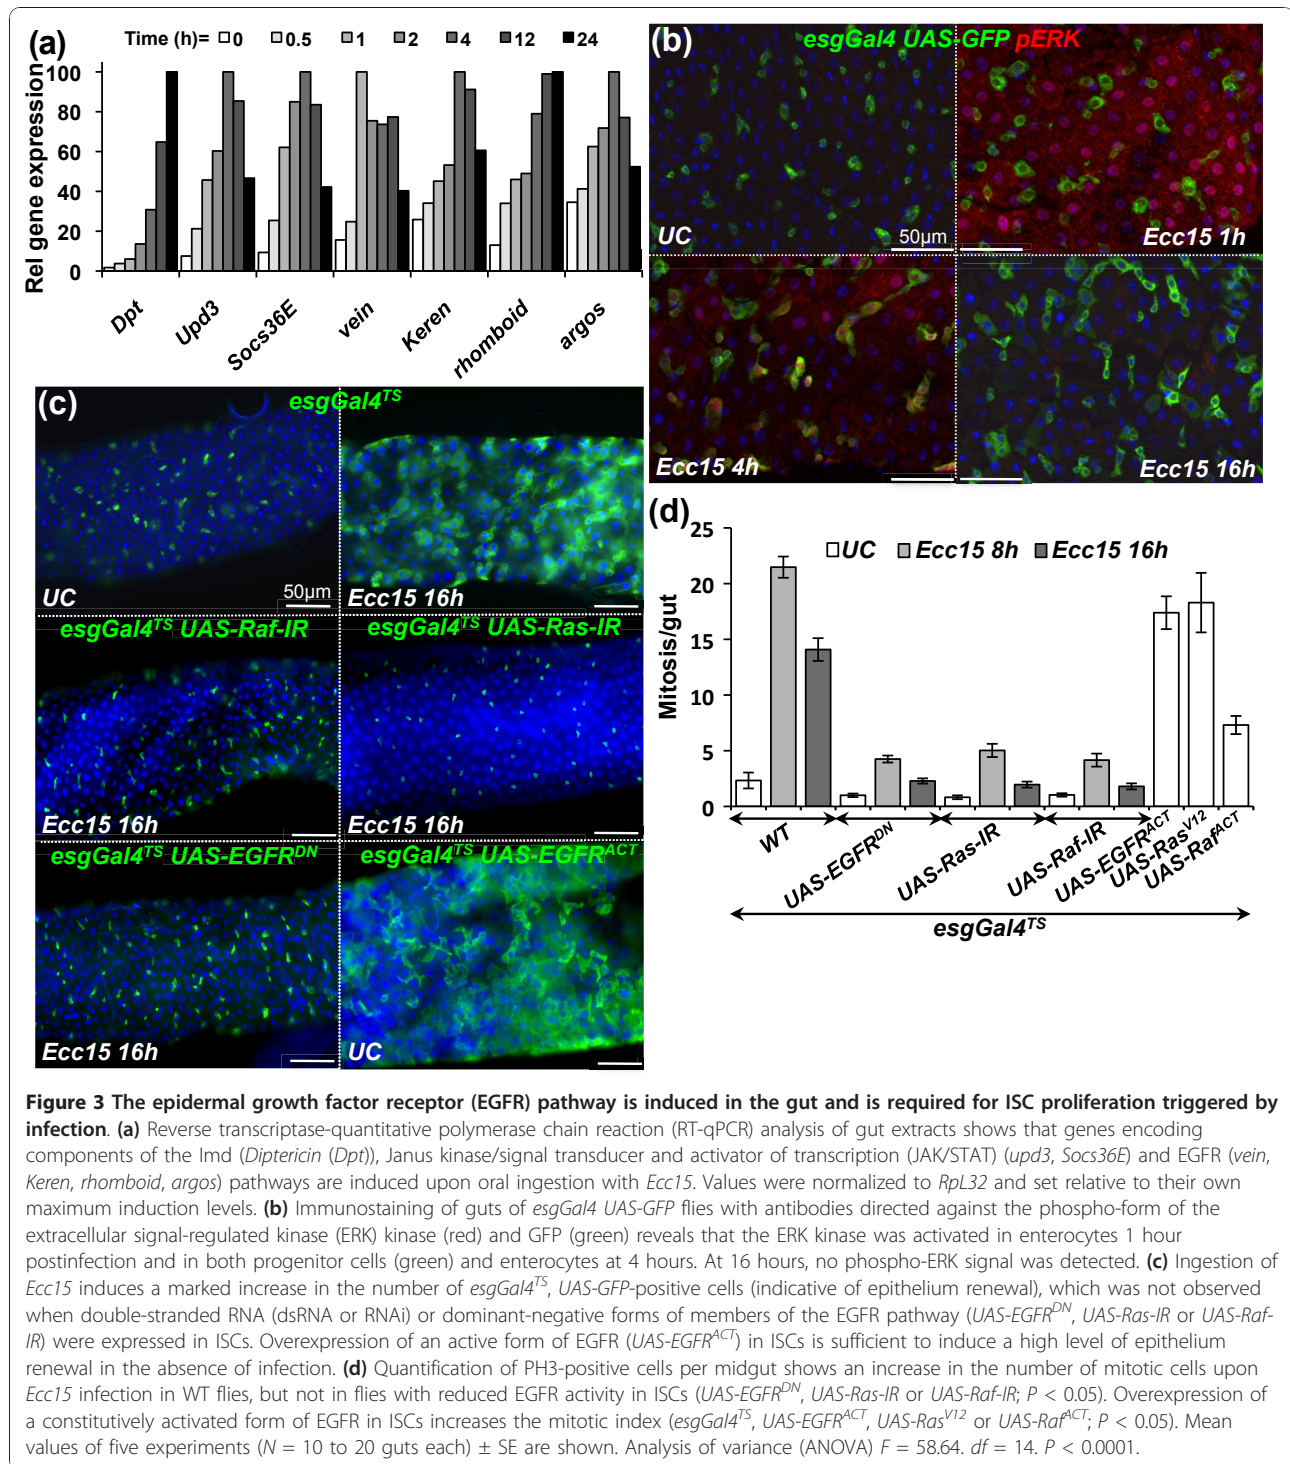 (a) Time (h)= 0 0.5 1 2 4 12 24
Rel gene expression
100
80
60
40
20
0
Dpt
Upd3
Socs36E
vein
Keren
rhomboid
argos
(b) esgGal4 UAS-GFP pERK
UC 50µm
Ecc15 1h
Ecc15 4h
Ecc15 16h
(c) esgGal4TS
UC 50µm
Ecc15 16h
esgGal4TS UAS-Raf-IR
Ecc15 16h
esgGal4TS UAS-Ras-IR
Ecc15 16h
esgGal4TS UAS-EGFRDN
Ecc15 16h
esgGal4TS UAS-EGFRACT
UC
(d)
UC Ecc15 8h Ecc15 16h
Mitosis/gut
25
20
15
10
5
0
WT
UAS-EGFRDN
UAS-Ras-IR
UAS-Raf-IR
UAS-EGFRACT
UAS-RasV12
UAS-RafACT
esgGal4TS
Figure 3 The epidermal growth factor receptor (EGFR) pathway is induced in the gut and is required for ISC proliferation triggered by
infection. (a) Reverse transcriptase-quantitative polymerase chain reaction (RT-qPCR) analysis of gut extracts shows that genes encoding
components of the Imd (Diptericin (Dpt)), Janus kinase/signal transducer and activator of transcription (JAK/STAT) (upd3, Socs36E) and EGFR (vein,
Keren, rhomboid, argos) pathways are induced upon oral ingestion with Ecc15. Values were normalized to RpL32 and set relative to their own
maximum induction levels. (b) Immunostaining of guts of esgGal4 UAS-GFP flies with antibodies directed against the phospho-form of the
extracellular signal-regulated kinase (ERK) kinase (red) and GFP (green) reveals that the ERK kinase was activated in enterocytes 1 hour
postinfection and in both progenitor cells (green) and enterocytes at 4 hours. At 16 hours, no phospho-ERK signal was detected. (c) Ingestion of
Ecc15 induces a marked increase in the number of esgGal4TS, UAS-GFP-positive cells (indicative of epithelium renewal), which was not observed
when double-stranded RNA (dsRNA or RNAi) or dominant-negative forms of members of the EGFR pathway (UAS-EGFRDN, UAS-Ras-IR or UAS-Raf-
IR) were expressed in ISCs. Overexpression of an active form of EGFR (UAS-EGFRACT) in ISCs is sufficient to induce a high level of epithelium
renewal in the absence of infection. (d) Quantification of PH3-positive cells per midgut shows an increase in the number of mitotic cells upon
Ecc15 infection in WT flies, but not in flies with reduced EGFR activity in ISCs (UAS-EGFRDN, UAS-Ras-IR or UAS-Raf-IR; P < 0.05). Overexpression of
a constitutively activated form of EGFR in ISCs increases the mitotic index (esgGal4TS, UAS-EGFRACT, UAS-RasV12 or UAS-RafACT; P < 0.05). Mean
values of five experiments (N = 10 to 20 guts each) ± SE are shown. Analysis of variance (ANOVA) F = 58.64. df = 14. P < 0.0001.